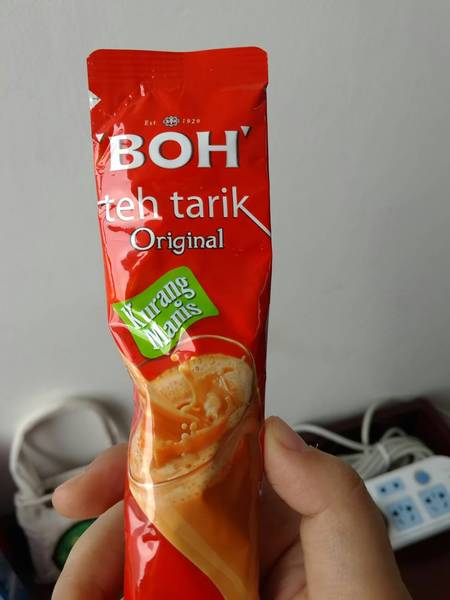 Est. 1929
'BOH'
teh tarik
Original
Kurang
Manis